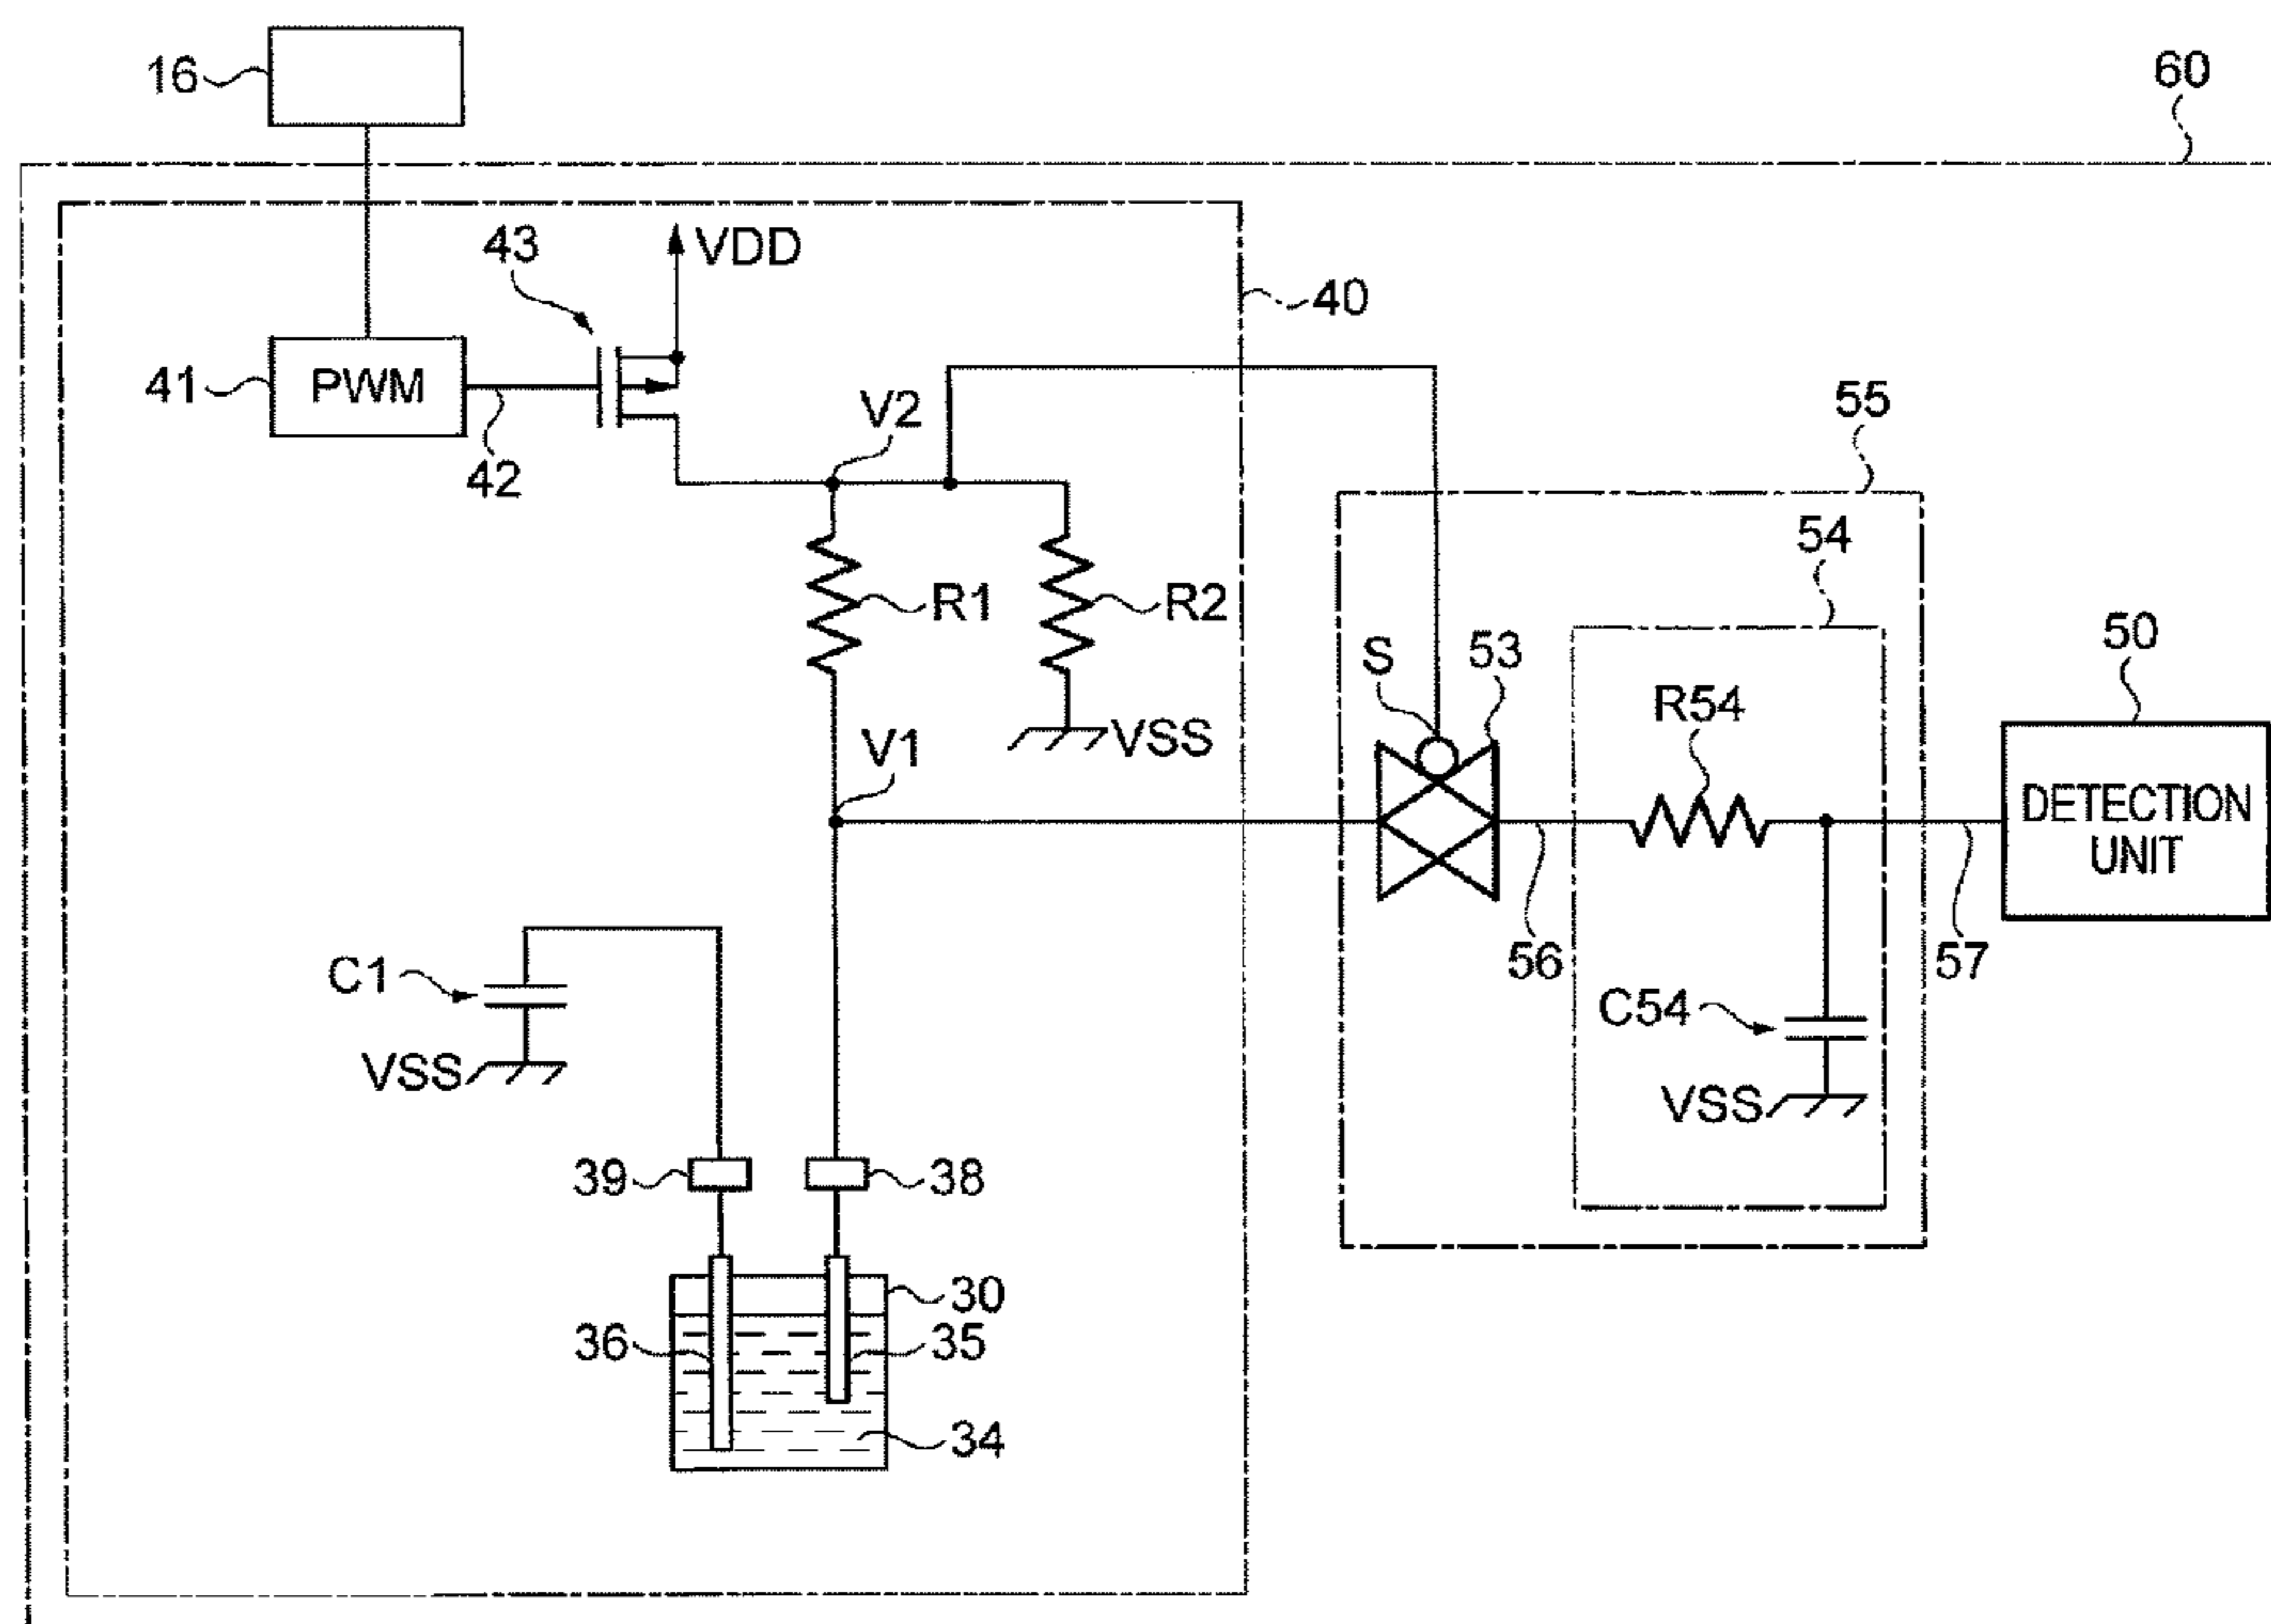 16
60
43
VDD
40
41
PWM
42
V2
55
54
R1
R2
S
53
50
R54
V1
VSS
DETECTION
UNIT
C1
56
57
C54
VSS
VSS
39
38
30
36
35
34